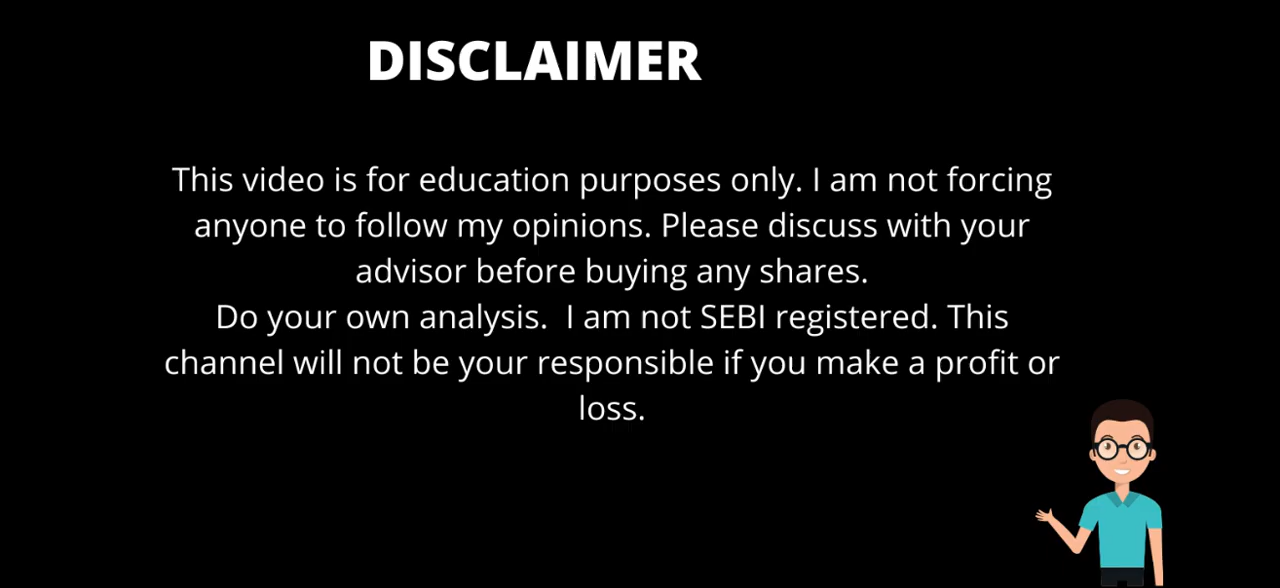 DISCLAIMER
This video is for education purposes only. I am not forcing
anyone to follow my opinions. Please discuss with your
advisor before buying any shares.
Do your own analysis.  I am not SEBI registered. This
channel will not be your responsible if you make a profit or
loss.